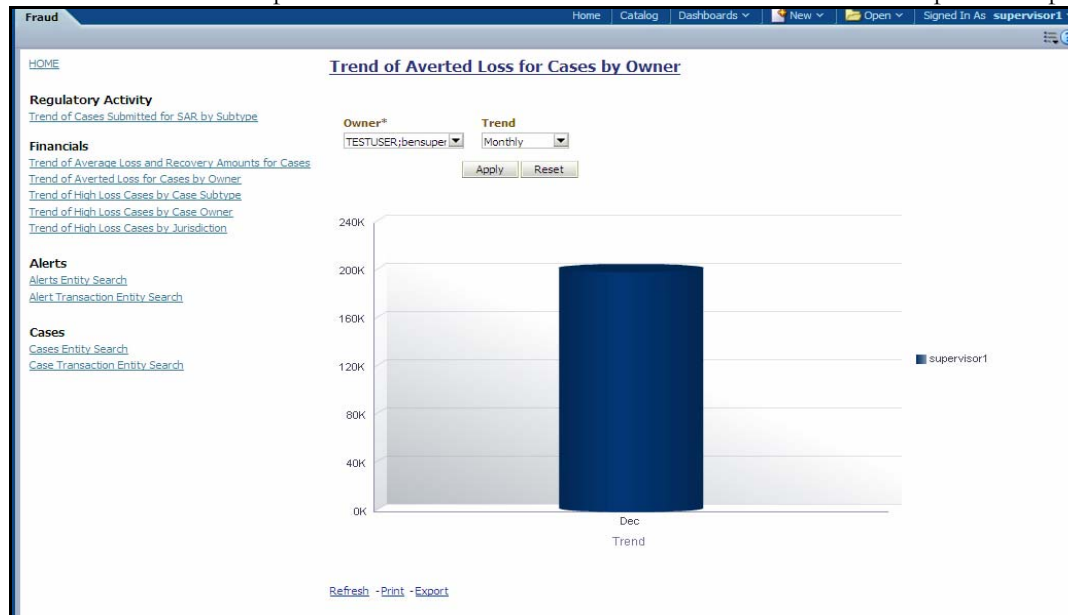 Fraud
Home Catalog Dashboards New Open Signed In As supervisor1
HOME
Regulatory Activity
Trend of Cases Submitted for SAR by Subtype
Financials
Trend of Average Loss and Recovery Amounts for Cases
Trend of Averted Loss for Cases by Owner
Trend of High Loss Cases by Case Subtype
Trend of High Loss Cases by Case Owner
Trend of High Loss Cases by Jurisdiction
Alerts
Alerts Entity Search
Alert Transaction Entity Search
Cases
Cases Entity Search
Case Transaction Entity Search
Trend of Averted Loss for Cases by Owner
Owner* Trend
TESTUSER;bensuper Monthly
Apply Reset
240K
200K
160K
120K
80K
40K
0K
Dec
Trend
supervisor1
Refresh - Print - Export